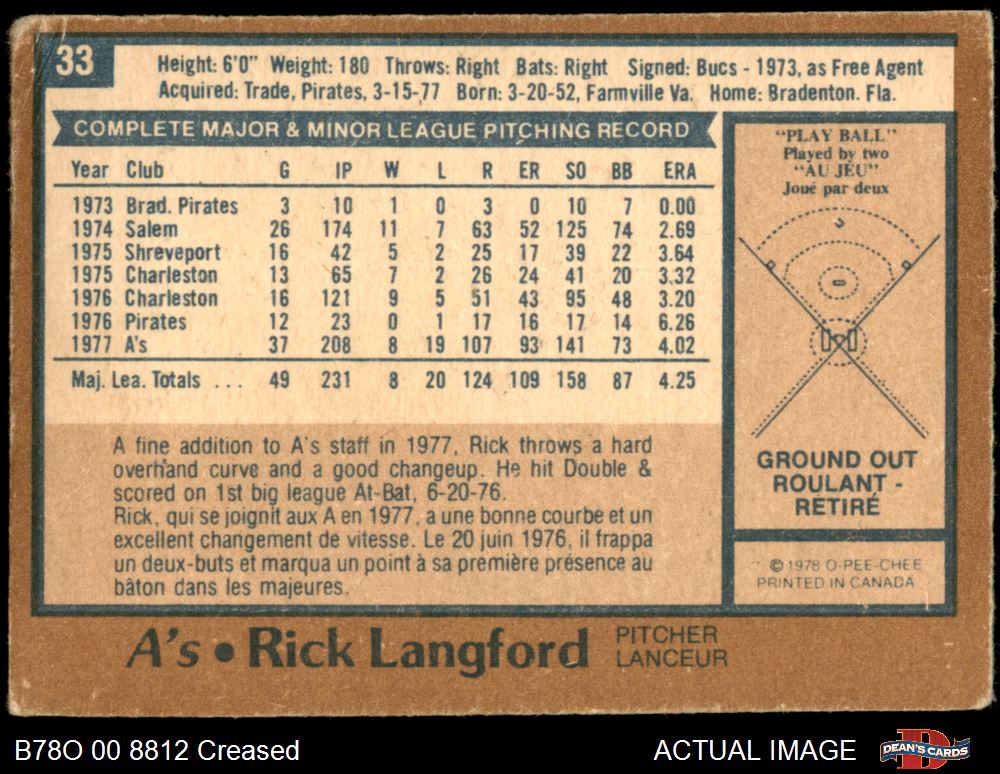 33
Height: 6'0" Weight: 180 Throws: Right Bats: Right Signed: Bucs - 1973, as Free Agent
Acquired: Trade, Pirates, 3-15-77 Born: 3-20-52, Farmville Va. Home: Bradenton. Fla.
COMPLETE MAJOR & MINOR LEAGUE PITCHING RECORD
Year Club G IP W L R ER SO BB ERA
1973 Brad. Pirates 3 10 1 0 3 0 10 7 0.00
1974 Salem 26 174 11 7 63 52 125 74 2.69
1975 Shreveport 16 42 5 2 25 17 39 22 3.64
1975 Charleston 13 65 7 2 26 24 41 20 3.32
1976 Charleston 16 121 9 5 51 43 95 48 3.20
1976 Pirates 12 23 0 1 17 16 17 14 6.26
1977 A's 37 208 8 19 107 93 141 73 4.02
Maj. Lea. Totals ... 49 231 8 20 124 109 158 87 4.25
A fine addition to A's staff in 1977, Rick throws a hard
overhand curve and a good changeup. He hit Double &
scored on 1st big league At-Bat, 6-20-76.
Rick, qui se joignit aux A en 1977, a une bonne courbe et un
excellent changement de vitesse. Le 20 juin 1976, il frappa
un deux-buts et marqua un point à sa première présence au
bâton dans les majeures.
"PLAY BALL"
Played by two
"AU JEU"
Joué par deux
GROUND OUT
ROULANT -
RETIRÉ
© 1978 O-PEE-CHEE
PRINTED IN CANADA
A's • Rick Langford
PITCHER
LANCEUR
B78O 00 8812 Creased
ACTUAL IMAGE
DEAN'S CARDS